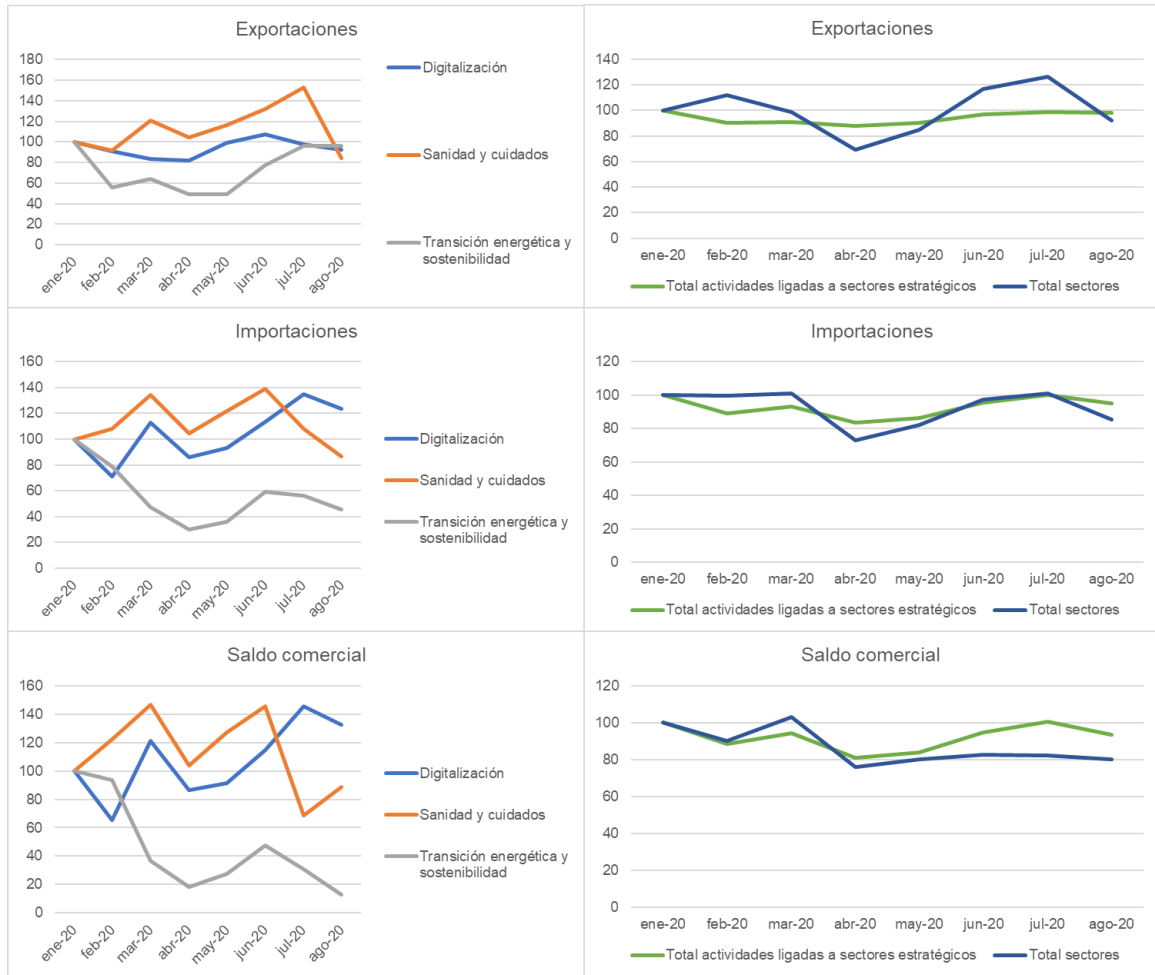 Exportaciones
180
160
140
120
100
80
60
40
20
0
ene-20
feb-20
mar-20
abr-20
may-20
jun-20
jul-20
ago-20
Digitalización
Sanidad y cuidados
Transición energética y
sostenibilidad
Exportaciones
140
120
100
80
60
40
20
0
ene-20 feb-20 mar-20 abr-20 may-20 jun-20 jul-20 ago-20
Total actividades ligadas a sectores estratégicos Total sectores
Importaciones
160
140
120
100
80
60
40
20
0
ene-20
feb-20
mar-20
abr-20
may-20
jun-20
jul-20
ago-20
Digitalización
Sanidad y cuidados
Transición energética y
sostenibilidad
Importaciones
120
100
80
60
40
20
0
ene-20 feb-20 mar-20 abr-20 may-20 jun-20 jul-20 ago-20
Total actividades ligadas a sectores estratégicos Total sectores
Saldo comercial
160
140
120
100
80
60
40
20
0
ene-20
feb-20
mar-20
abr-20
may-20
jun-20
jul-20
ago-20
Digitalización
Sanidad y cuidados
Transición energética y
sostenibilidad
Saldo comercial
120
100
80
60
40
20
0
ene-20 feb-20 mar-20 abr-20 may-20 jun-20 jul-20 ago-20
Total actividades ligadas a sectores estratégicos Total sectores